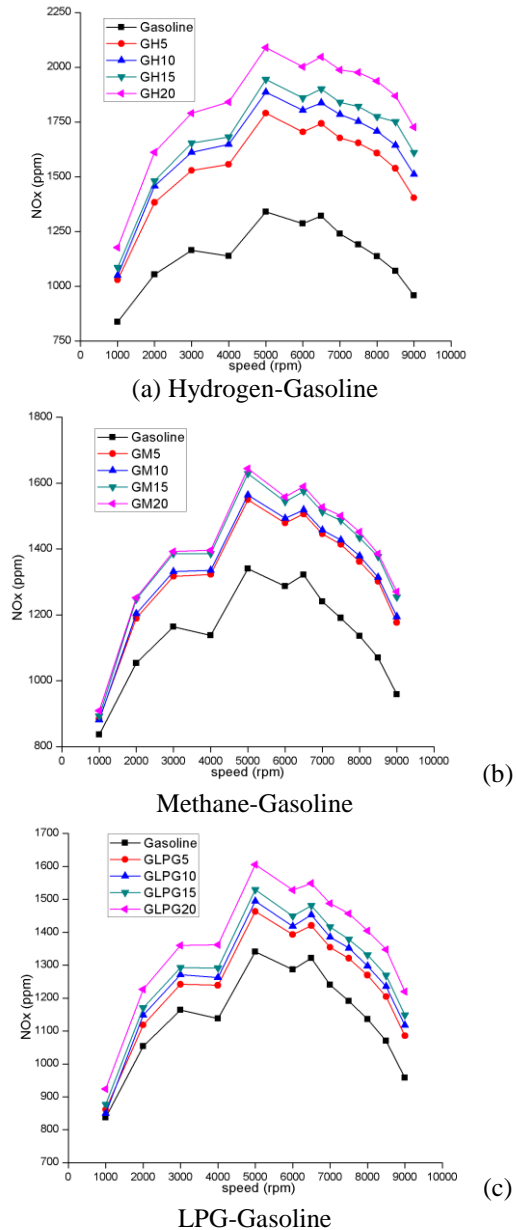 2250
2000
1750
1500
1250
1000
750
NOx (ppm)
Gasoline
GH5
GH10
GH15
GH20
0 1000 2000 3000 4000 5000 6000 7000 8000 9000 10000
speed (rpm)
(a) Hydrogen-Gasoline
1800
1600
1400
1200
1000
800
NOx (ppm)
Gasoline
GM5
GM10
GM15
GM20
0 1000 2000 3000 4000 5000 6000 7000 8000 9000 10000
speed (rpm)
(b)
Methane-Gasoline
1700
1600
1500
1400
1300
1200
1100
1000
900
800
700
NOx (ppm)
Gasoline
GLPG5
GLPG10
GLPG15
GLPG20
0 1000 2000 3000 4000 5000 6000 7000 8000 9000 10000
speed (rpm)
(c)
LPG-Gasoline